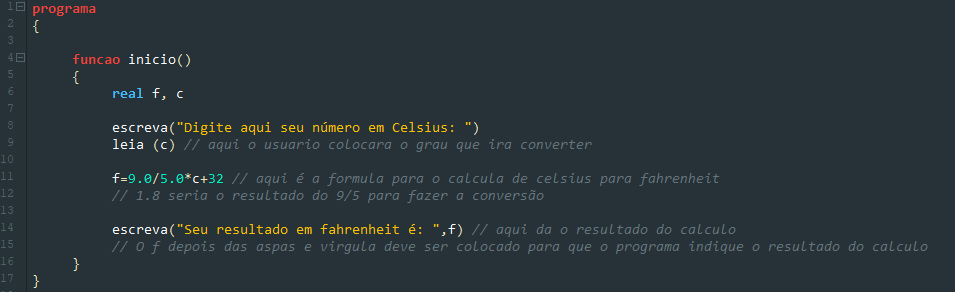 1 programa
2 {
3
4 funcao inicio()
5 {
6 real f, c
7
8 escreva("Digite aqui seu número em Celsius: ")
9 leia (c) // aqui o usuario colocara o grau que ira converter
10
11 f=9.0/5.0*c+32 // aqui é a formula para o calcula de celsius para fahrenheit
12 // 1.8 seria o resultado do 9/5 para fazer a conversão
13
14 escreva("Seu resultado em fahrenheit é: ",f) // aqui da o resultado do calculo
15 // O f depois das aspas e virgula deve ser colocado para que o programa indique o resultado do calculo
16 }
17 }